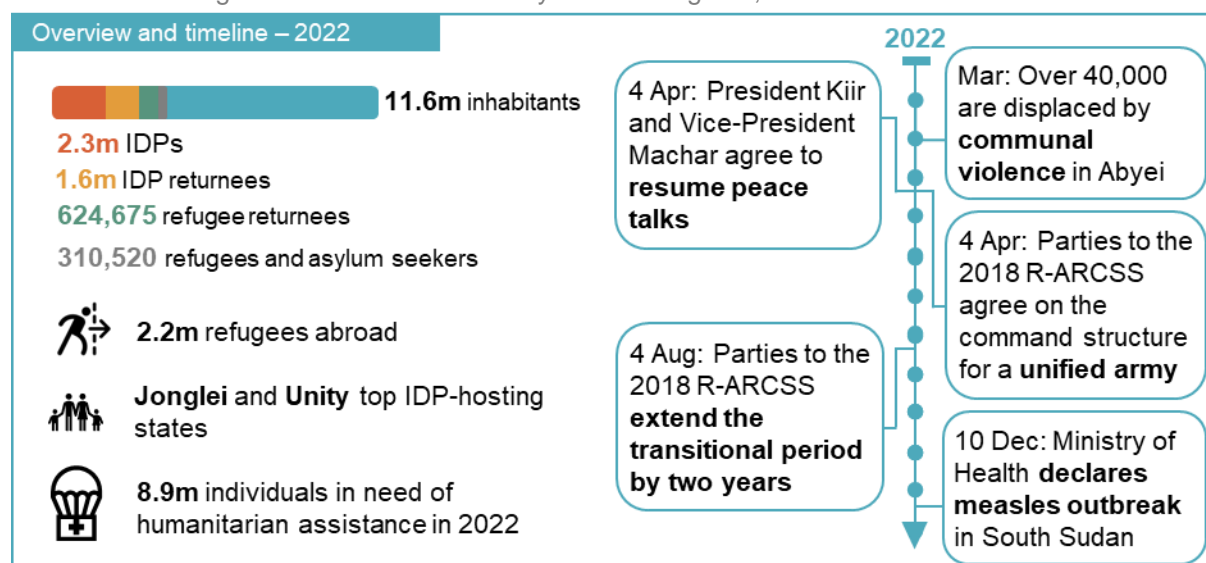 Overview and timeline – 2022
11.6m inhabitants
2.3m IDPs
1.6m IDP returnees
624,675 refugee returnees
310,520 refugees and asylum seekers
2.2m refugees abroad
Jonglei and Unity top IDP-hosting
states
8.9m individuals in need of
humanitarian assistance in 2022
2022
Mar: Over 40,000
are displaced by
communal
violence in Abyei
4 Apr: President Kiir
and Vice-President
Machar agree to
resume peace
talks
4 Apr: Parties to the
2018 R-ARCSS
agree on the
command structure
for a unified army
4 Aug: Parties to the
2018 R-ARCSS
extend the
transitional period
by two years
10 Dec: Ministry of
Health declares
measles outbreak
in South Sudan